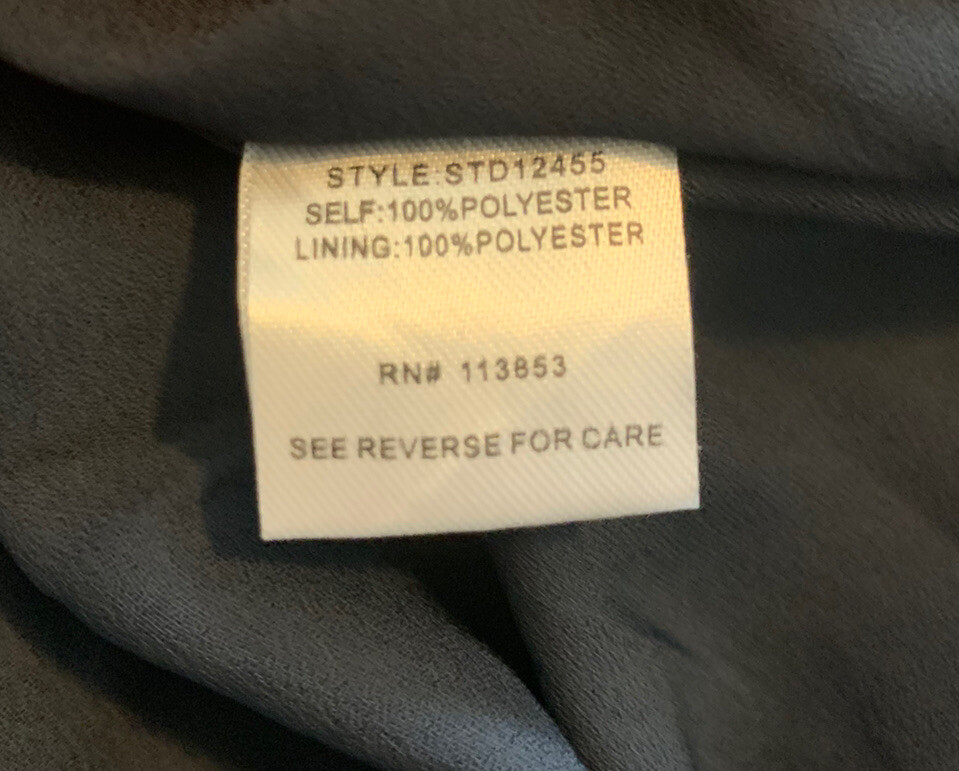 STYLE:STD12455
SELF:100%POLYESTER
LINING:100%POLYESTER
RN# 113853
SEE REVERSE FOR CARE